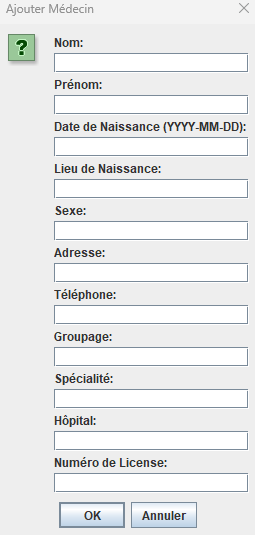 Ajouter Médecin
?
Nom:
Prénom:
Date de Naissance (YYYY-MM-DD):
Lieu de Naissance:
Sexe:
Adresse:
Téléphone:
Groupage:
Spécialité:
Hôpital:
Numéro de License:
OK Annuler